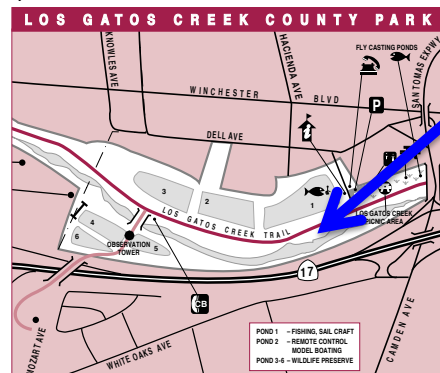 LOS GATOS CREEK COUNTY PARK
KNOWLES AVE
HACIENDA AVE
FLY CASTING PONDS
SAN TOMAS EXPWY
WINCHESTER BLVD
P
DELL AVE
3
2
1
LOS GATOS CREEK TRAIL
LOS GATOS CREEK
PICNIC AREA
4
6
5
OBSERVATION
TOWER
17
CB
MOZART AVE
WHITE OAKS AVE
CAMDEN AVE
POND 1 – FISHING, SAIL CRAFT
POND 2 – REMOTE CONTROL
MODEL BOATING
POND 3-6 – WILDLIFE PRESERVE